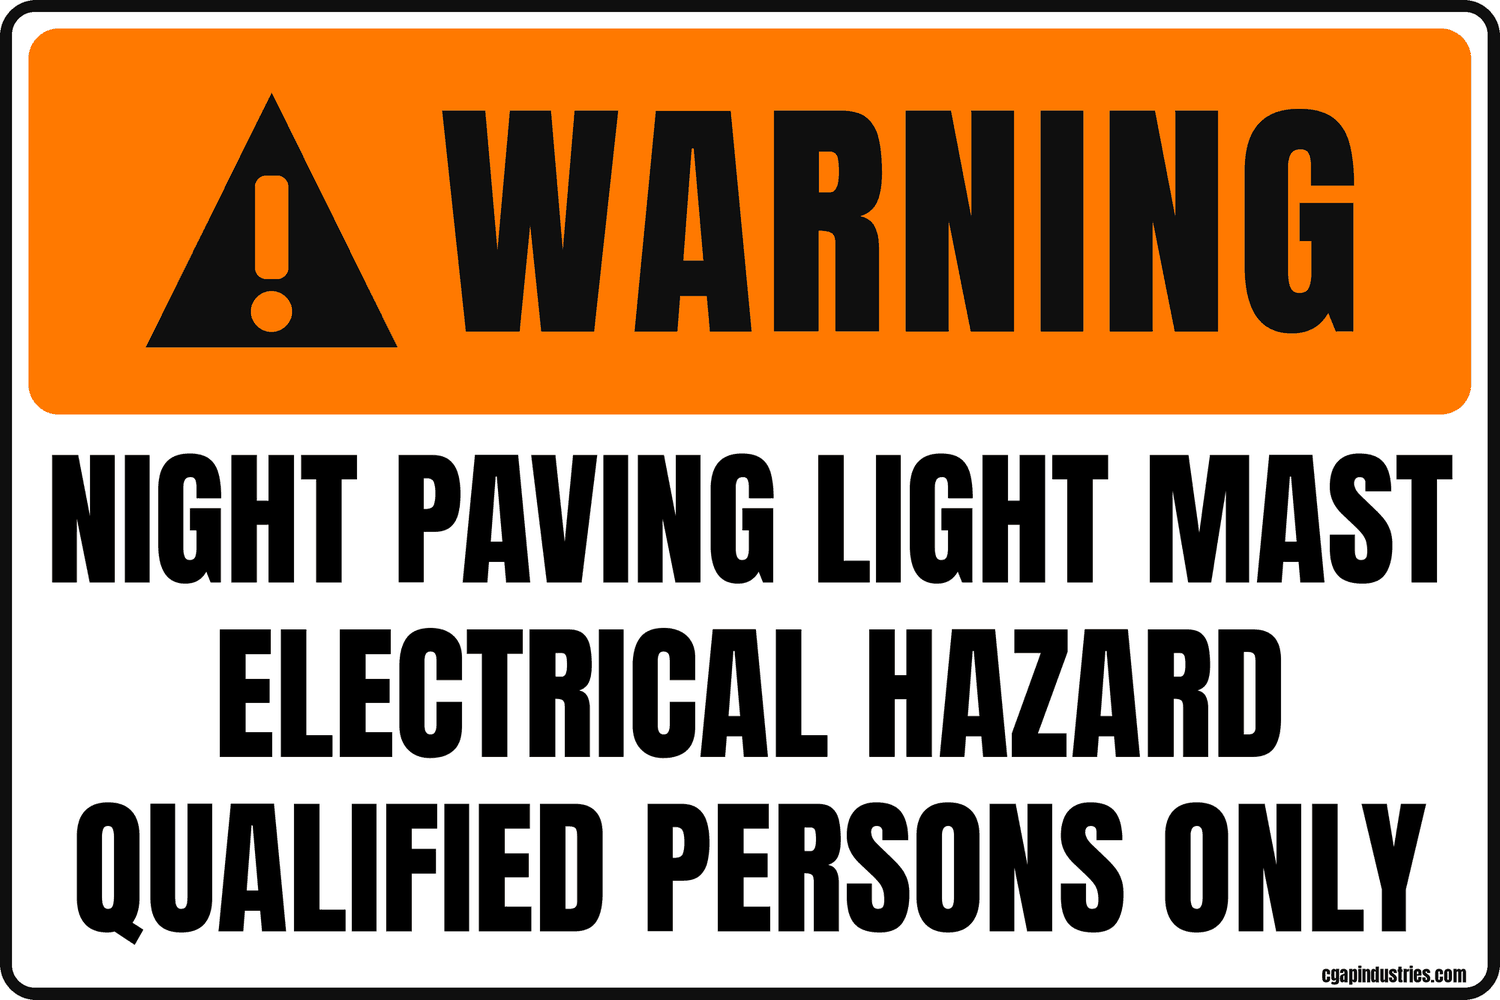 WARNING
NIGHT PAVING LIGHT MAST
ELECTRICAL HAZARD
QUALIFIED PERSONS ONLY
cgapindustries.com